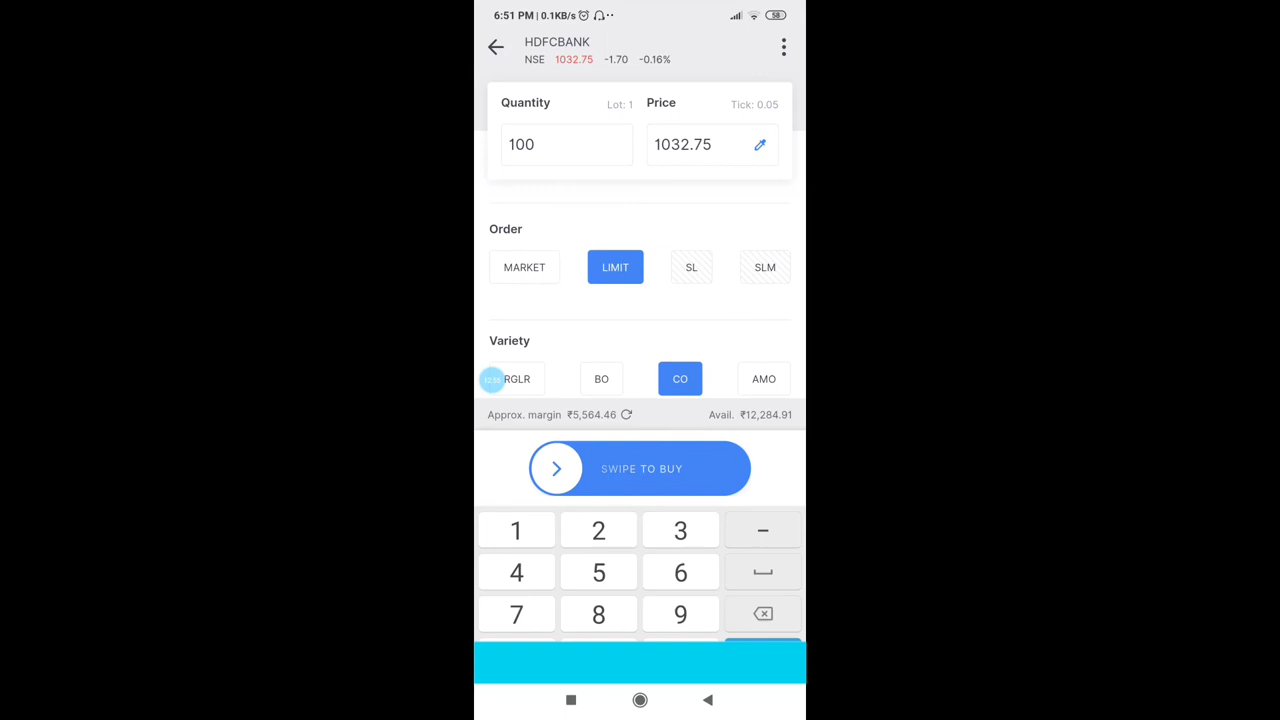 6:51 PM | 0.1KB/s
58
HDFCBANK
NSE 1032.75 -1.70 -0.16%
Quantity Lot: 1 Price Tick: 0.05
100 1032.75
Order
MARKET LIMIT SL SLM
Variety
RGLR BO CO AMO
Approx. margin ₹5,564.46 Avail. ₹12,284.91
SWIPE TO BUY
1 2 3 –
4 5 6
7 8 9